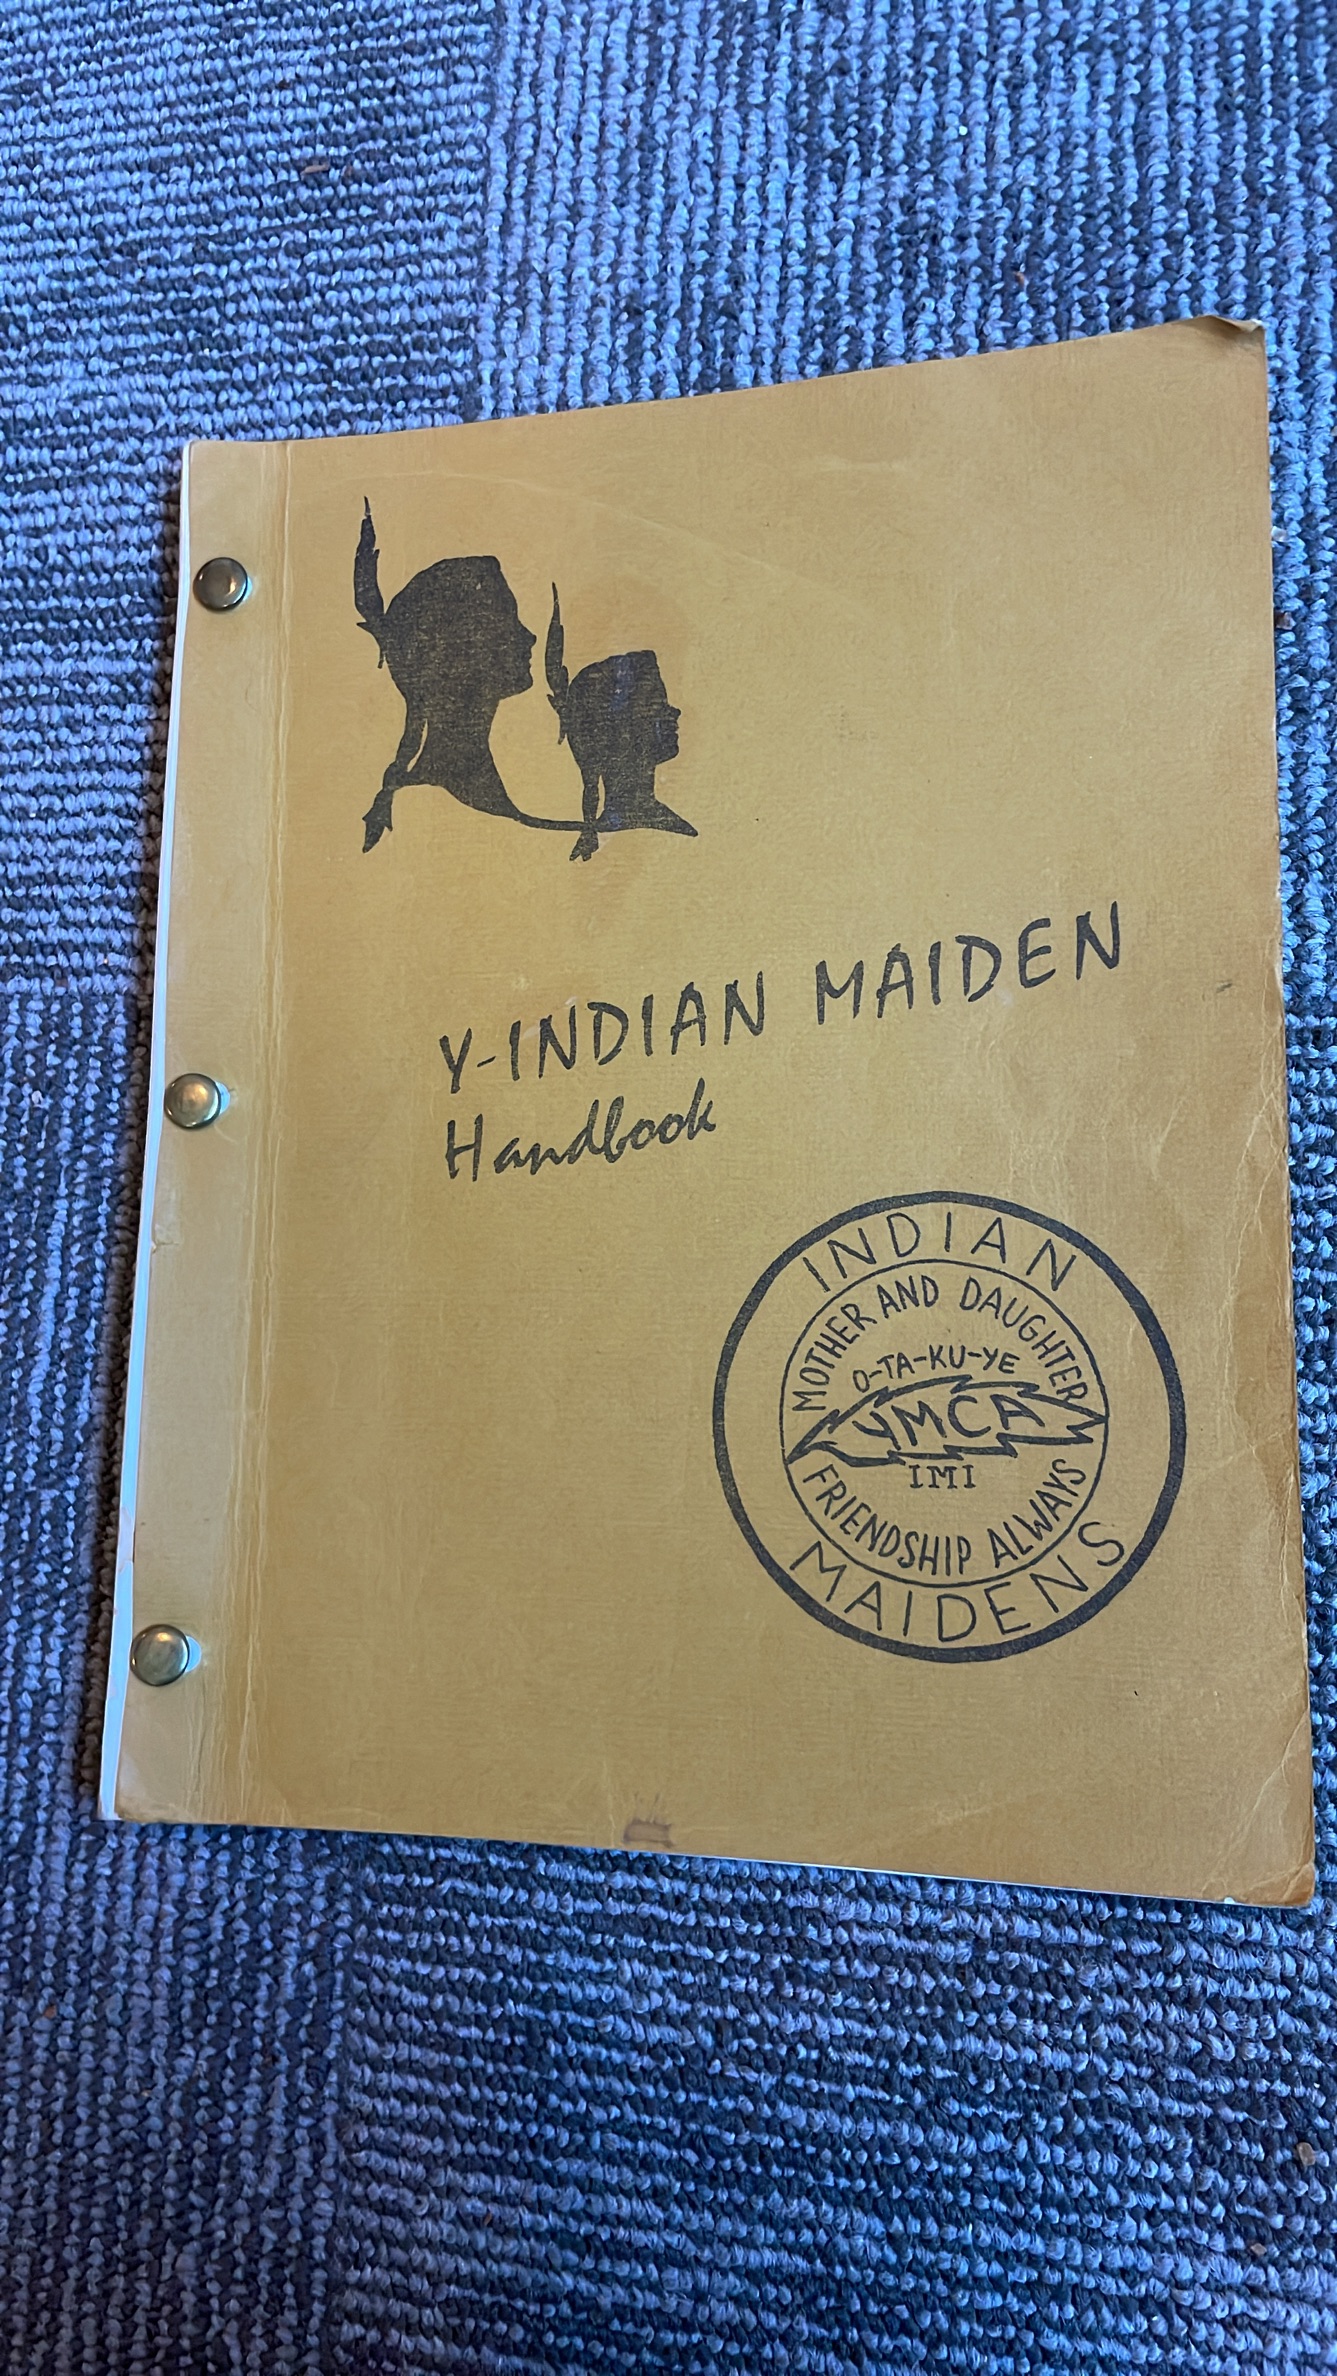 Y-INDIAN MAIDEN
Handbook
INDIAN
MOTHER AND DAUGHTER
O-TA-KU-YE
YMCA
IMI
FRIENDSHIP ALWAYS
MAIDENS